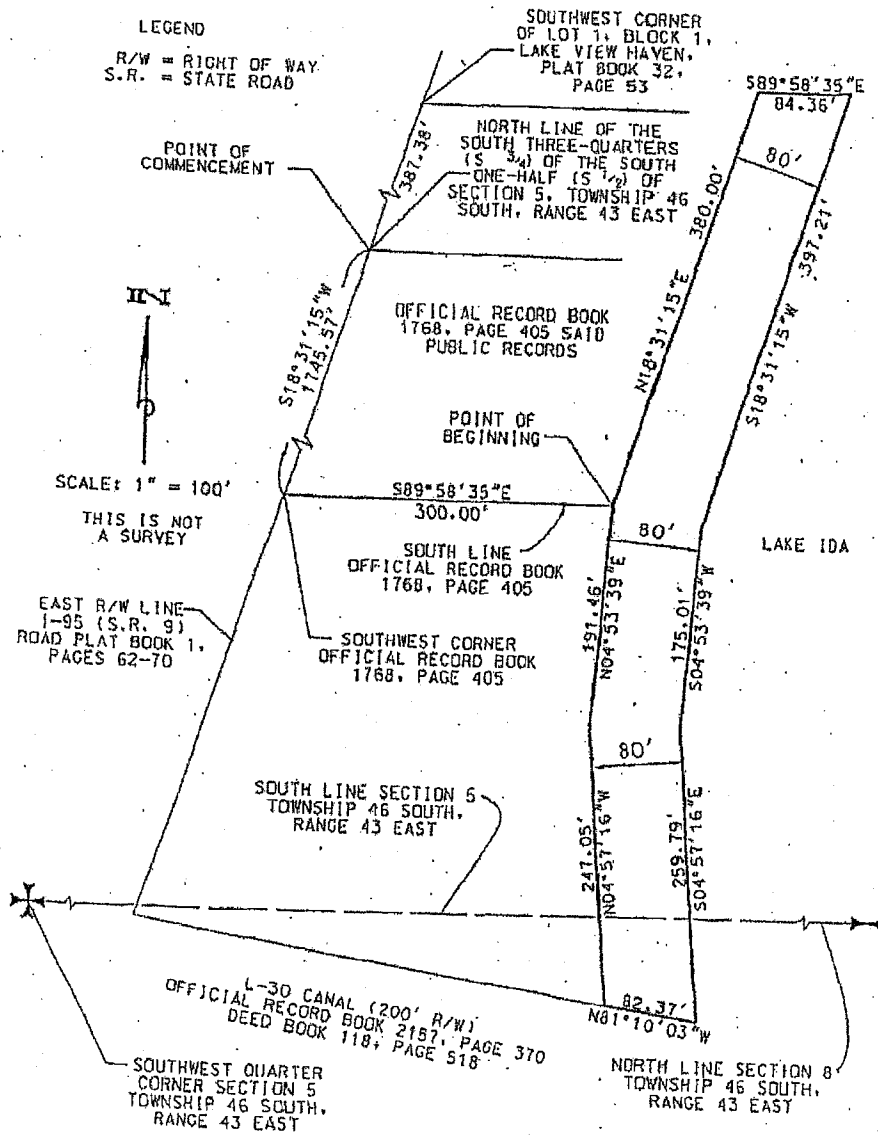 LEGEND
R/W = RIGHT OF WAY
S.R. = STATE ROAD
SOUTHWEST CORNER
OF LOT 1, BLOCK 1,
LAKE VIEW HAVEN,
PLAT BOOK 32,
PAGE 53
S89°58'35"E
84.36'
POINT OF
COMMENCEMENT
387.38'
NORTH LINE OF THE
SOUTH THREE-QUARTERS
(S 3/4) OF THE SOUTH
ONE-HALF (S 1/2) OF
SECTION 5, TOWNSHIP 46
SOUTH, RANGE 43 EAST
80'
380.00'
N18°31'15"E
397.21'
S18°31'15"W
S18°31'15"W
1745.57'
OFFICIAL RECORD BOOK
1768, PAGE 405 SAID
PUBLIC RECORDS
POINT OF
BEGINNING
SCALE: 1" = 100'
THIS IS NOT
A SURVEY
S89°58'35"E
300.00'
SOUTH LINE
OFFICIAL RECORD BOOK
1768, PAGE 405
80'
LAKE IDA
191.46'
N04°53'39"E
175.01'
S04°53'39"W
EAST R/W LINE
I-95 (S.R. 9)
ROAD PLAT BOOK 1,
PAGES 62-70
SOUTHWEST CORNER
OFFICIAL RECORD BOOK
1768, PAGE 405
80'
SOUTH LINE SECTION 5
TOWNSHIP 46 SOUTH,
RANGE 43 EAST
247.05'
N04°57'16"W
259.79'
S04°57'16"E
L-30 CANAL (200' R/W)
OFFICIAL RECORD BOOK 2157, PAGE 370
DEED BOOK 118, PAGE 518
82.37'
N81°10'03"W
SOUTHWEST QUARTER
CORNER SECTION 5
TOWNSHIP 46 SOUTH,
RANGE 43 EAST
NORTH LINE SECTION 8
TOWNSHIP 46 SOUTH,
RANGE 43 EAST